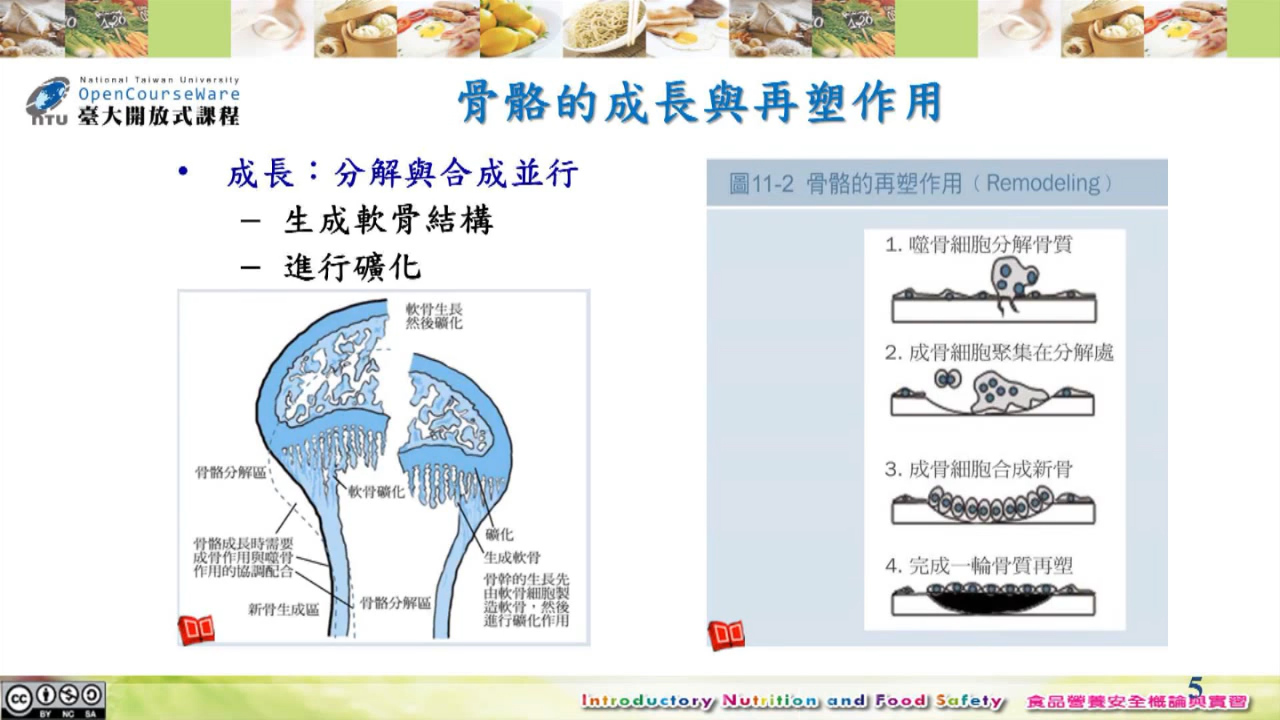 National Taiwan University
OpenCourseWare
NTU 臺大開放式課程
骨骼的成長與再塑作用
• 成長：分解與合成並行
– 生成軟骨結構
– 進行礦化
軟骨生長
然後礦化
骨骼分解區
軟骨礦化
骨骼成長時需要
成骨作用與噬骨
作用的協調配合
新骨生成區
骨骼分解區
礦化
生成軟骨
骨幹的生長先
由軟骨細胞製
造軟骨，然後
進行礦化作用
圖11-2 骨骼的再塑作用（Remodeling）
1. 噬骨細胞分解骨質
2. 成骨細胞聚集在分解處
3. 成骨細胞合成新骨
4. 完成一輪骨質再塑
cc
BY NC SA
Introductory Nutrition and Food Safety 食品營養安全概論與實習
5